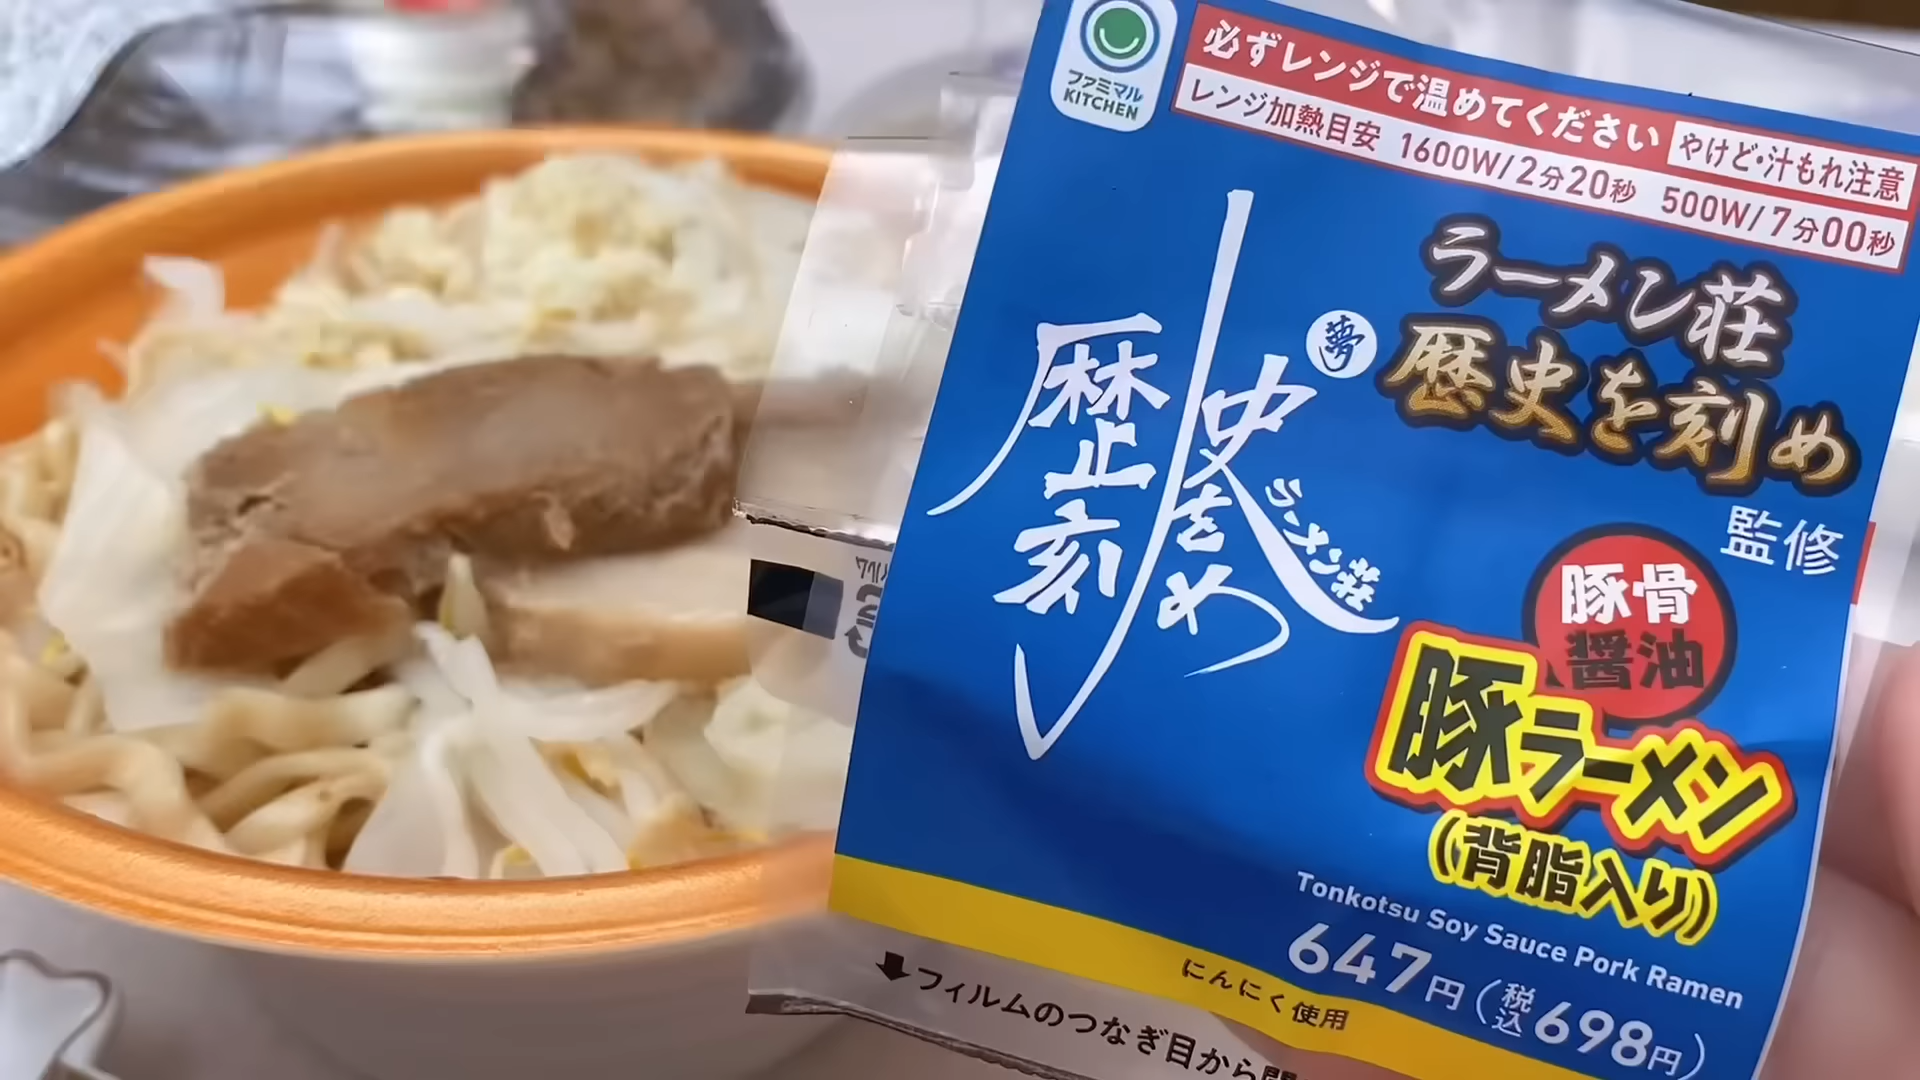 ファミマル
KITCHEN
必ずレンジで温めてください
やけど・汁もれ注意
レンジ加熱目安 1600W/2分20秒 500W/7分00秒
歴史を刻め
ラーメン荘
夢
ラーメン荘
歴史を刻め
監修
豚骨
醤油
豚ラーメン
(背脂入り)
Tonkotsu Soy Sauce Pork Ramen
647円(税込698円)
にんにく使用
フィルムのつなぎ目から